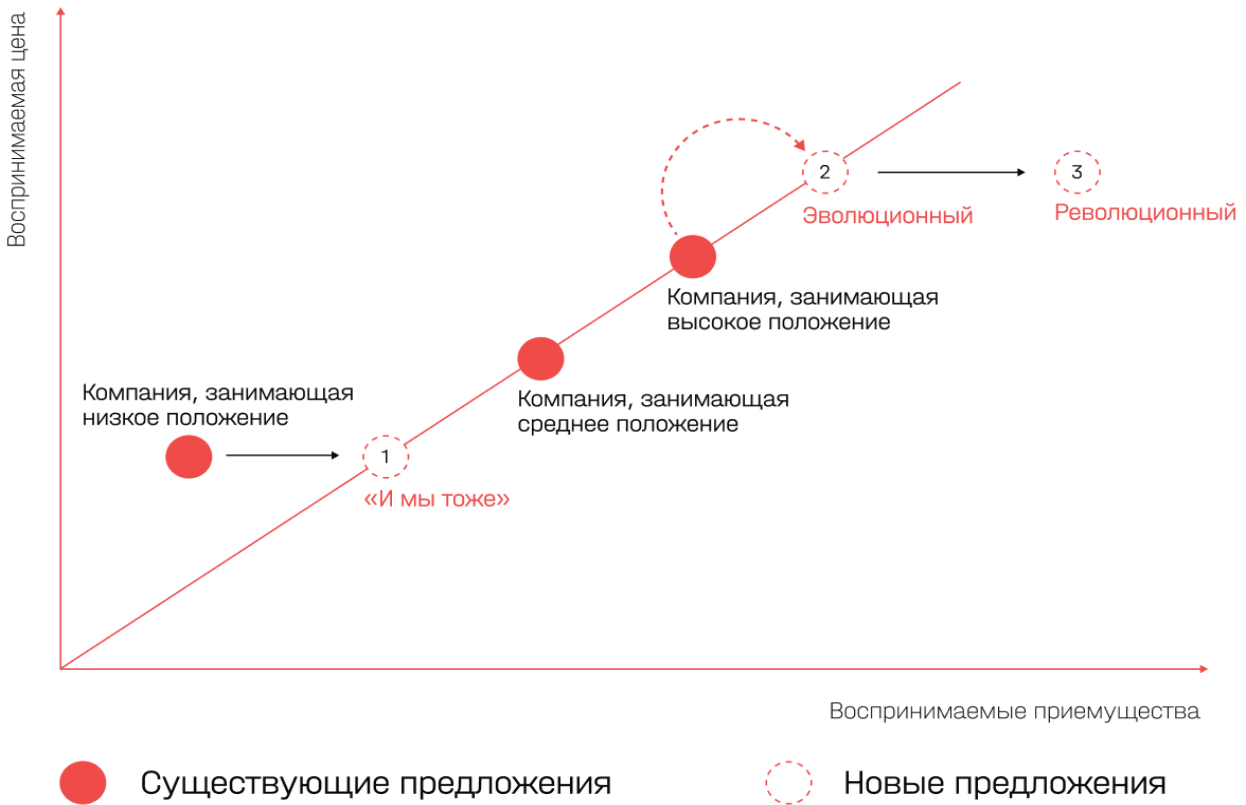 Воспринимаемая цена
2
3
Эволюционный
Революционный
Компания, занимающая
высокое положение
Компания, занимающая
среднее положение
Компания, занимающая
низкое положение
1
«И мы тоже»
Воспринимаемые приемущества
Существующие предложения
Новые предложения